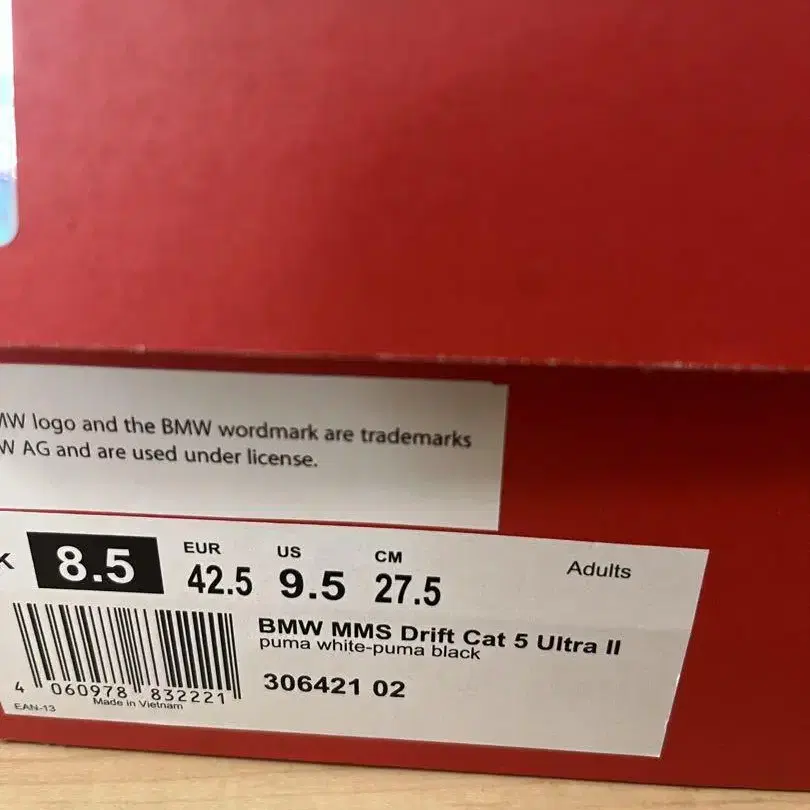 MW logo and the BMW wordmark are trademarks
W AG and are used under license.
K 8.5 EUR 42.5 US 9.5 CM 27.5 Adults
BMW MMS Drift Cat 5 Ultra II
puma white-puma black
306421 02
4 060978 832221
Made in Vietnam
EAN-13